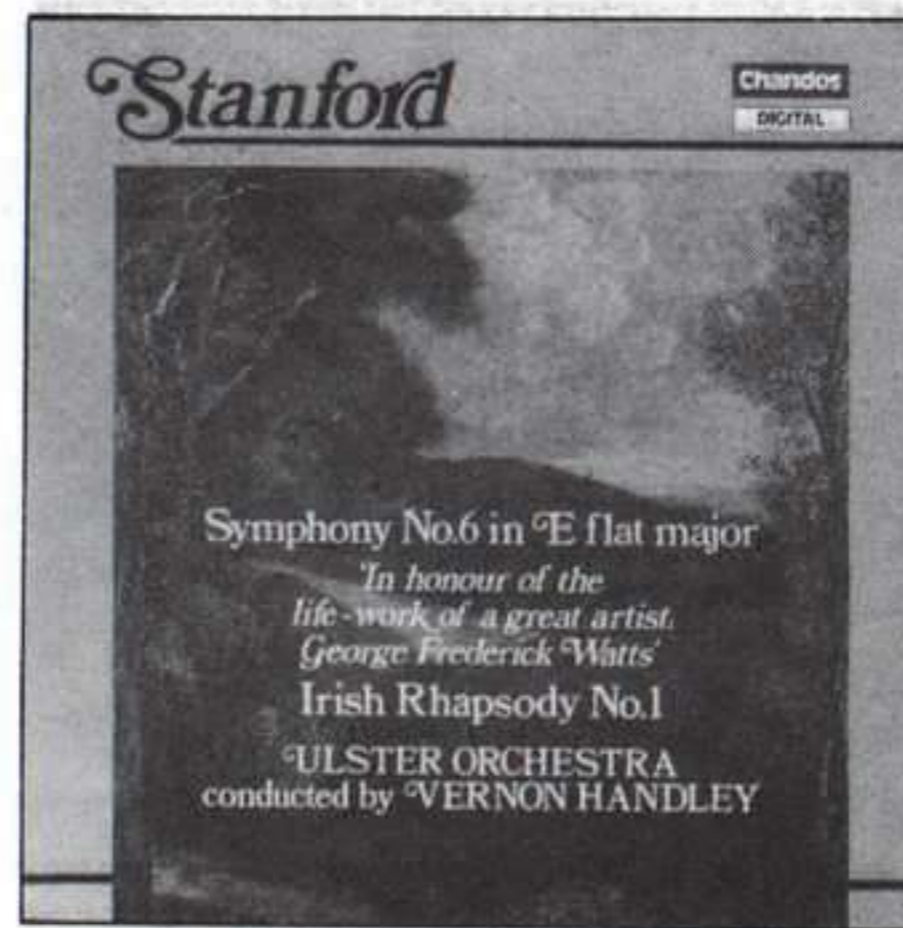 Stanford
Chandos
DIGITAL
Symphony No.6 in E flat major
'In honour of the
life-work of a great artist,
George Frederick Watts'
Irish Rhapsody No.1
ULSTER ORCHESTRA
conducted by VERNON HANDLEY